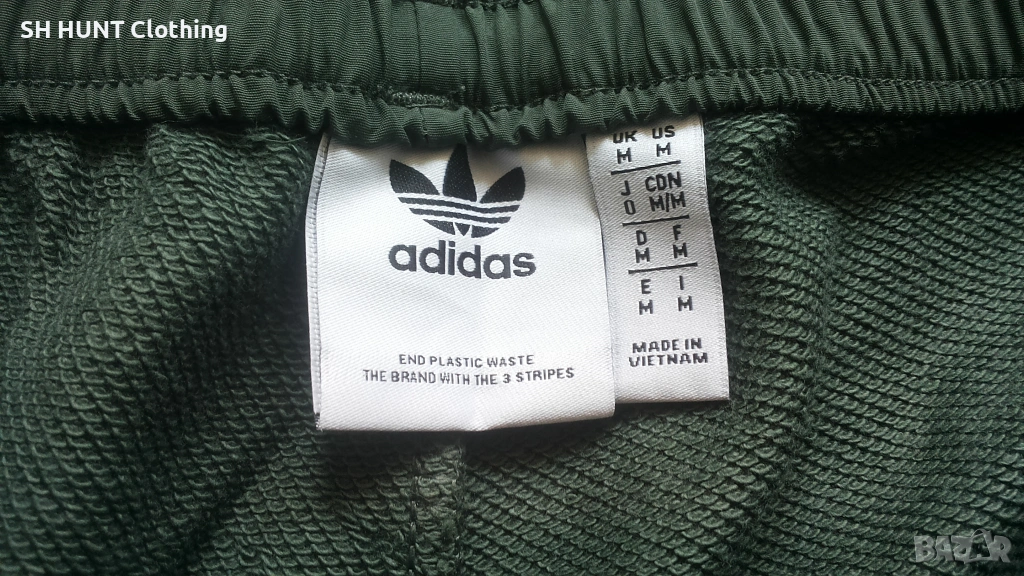 SH HUNT Clothing
adidas
END PLASTIC WASTE
THE BRAND WITH THE 3 STRIPES
UK US
M M
J CDN
O M/M
D F
M M
E I
M M
MADE IN
VIETNAM
BAZAR